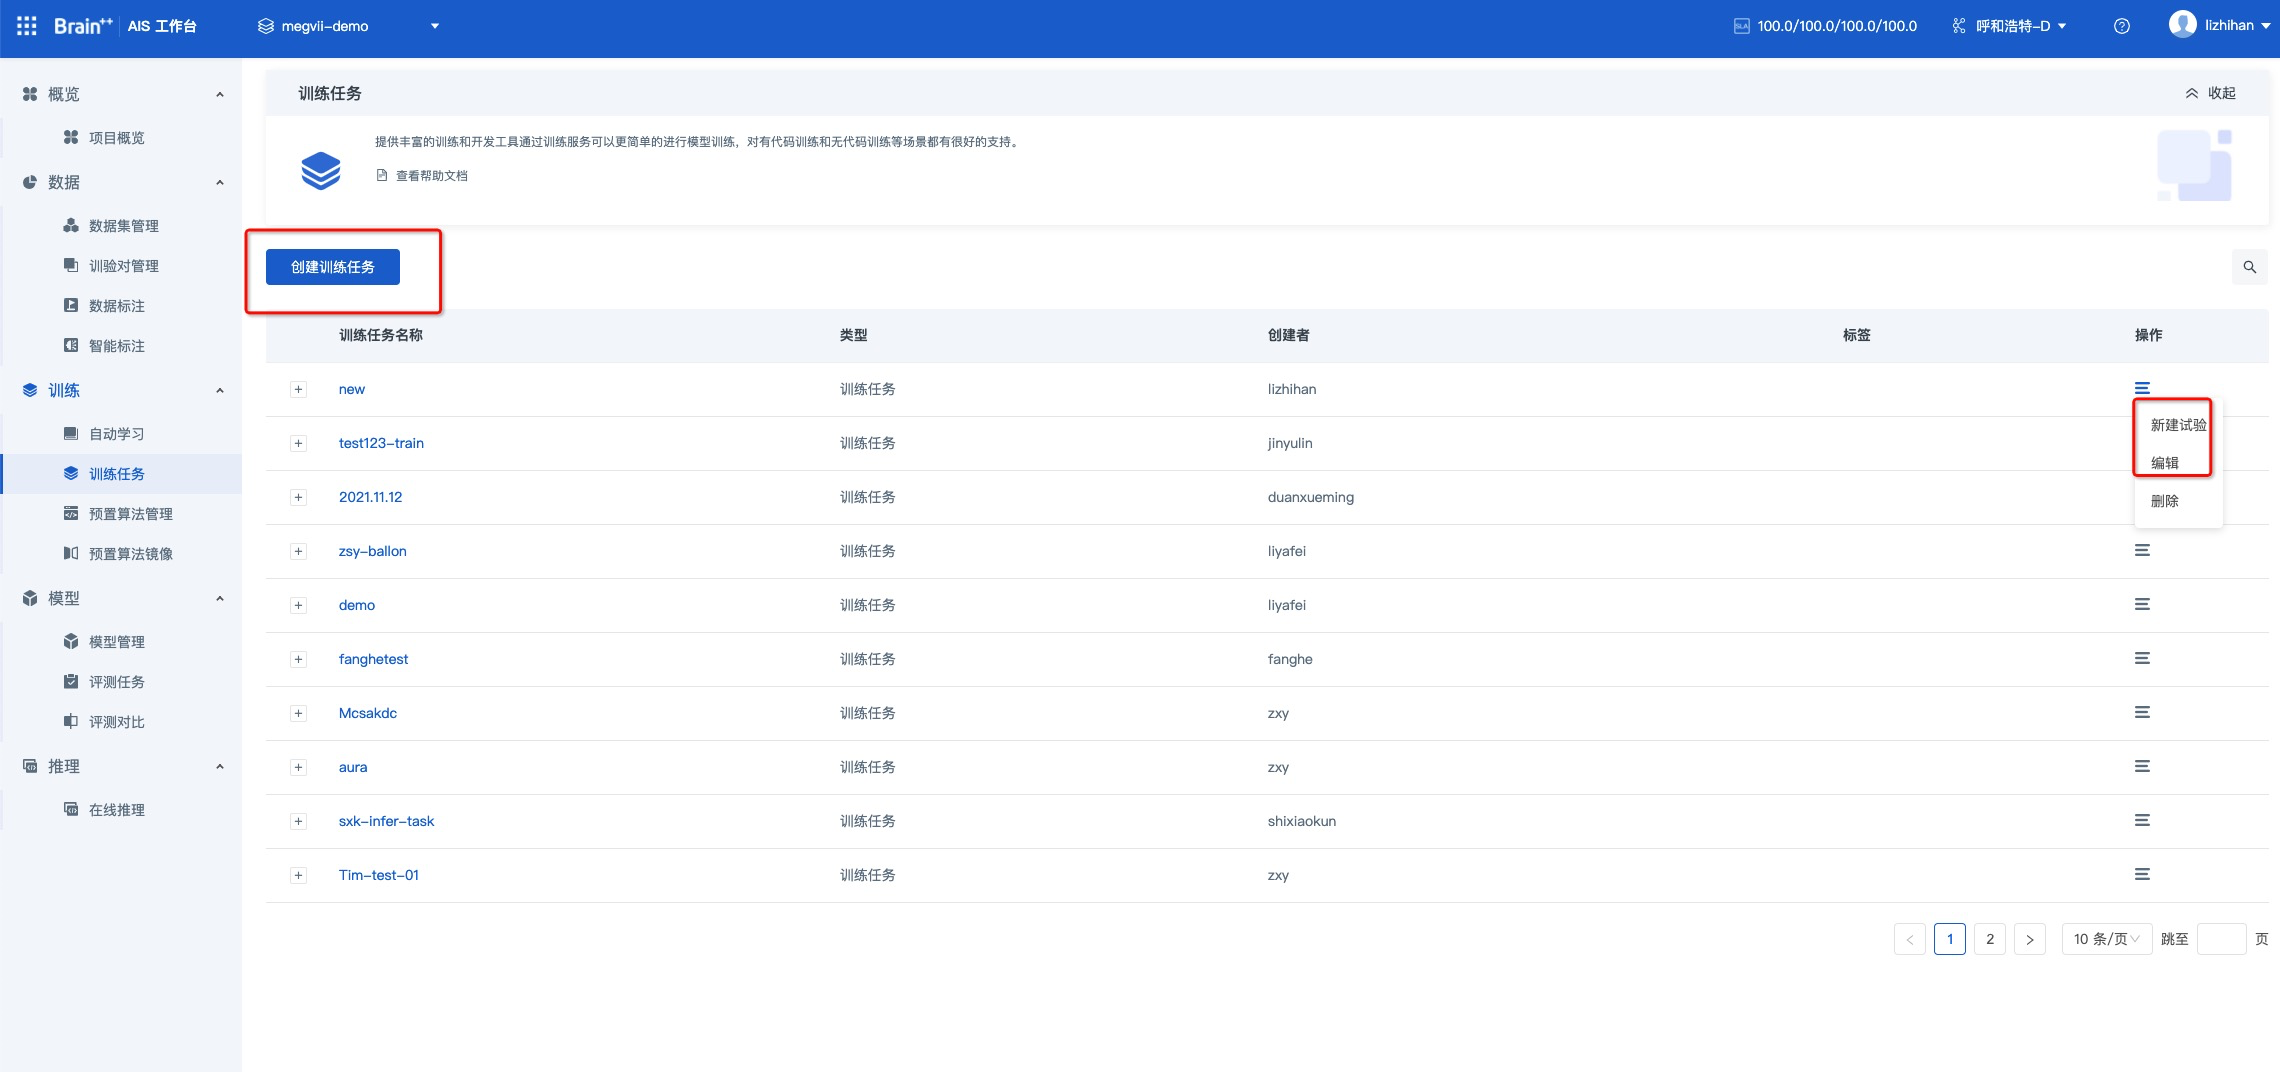 Brain++ AIS 工作台 megvii-demo SLA 100.0/100.0/100.0/100.0 呼和浩特-D lizhihan
概览
项目概览
数据
数据集管理
训验对管理
数据标注
智能标注
训练
自动学习
训练任务
预置算法管理
预置算法镜像
模型
模型管理
评测任务
评测对比
推理
在线推理
训练任务 收起
提供丰富的训练和开发工具通过训练服务可以更简单的进行模型训练，对有代码训练和无代码训练等场景都有很好的支持。
查看帮助文档
创建训练任务
训练任务名称 类型 创建者 标签 操作
new 训练任务 lizhihan
test123-train 训练任务 jinyulin
2021.11.12 训练任务 duanxueming
zsy-ballon 训练任务 liyafei
demo 训练任务 liyafei
fanghetest 训练任务 fanghe
Mcsakdc 训练任务 zxy
aura 训练任务 zxy
sxk-infer-task 训练任务 shixiaokun
Tim-test-01 训练任务 zxy
新建试验
编辑
删除
< 1 2 > 10 条/页 跳至 页